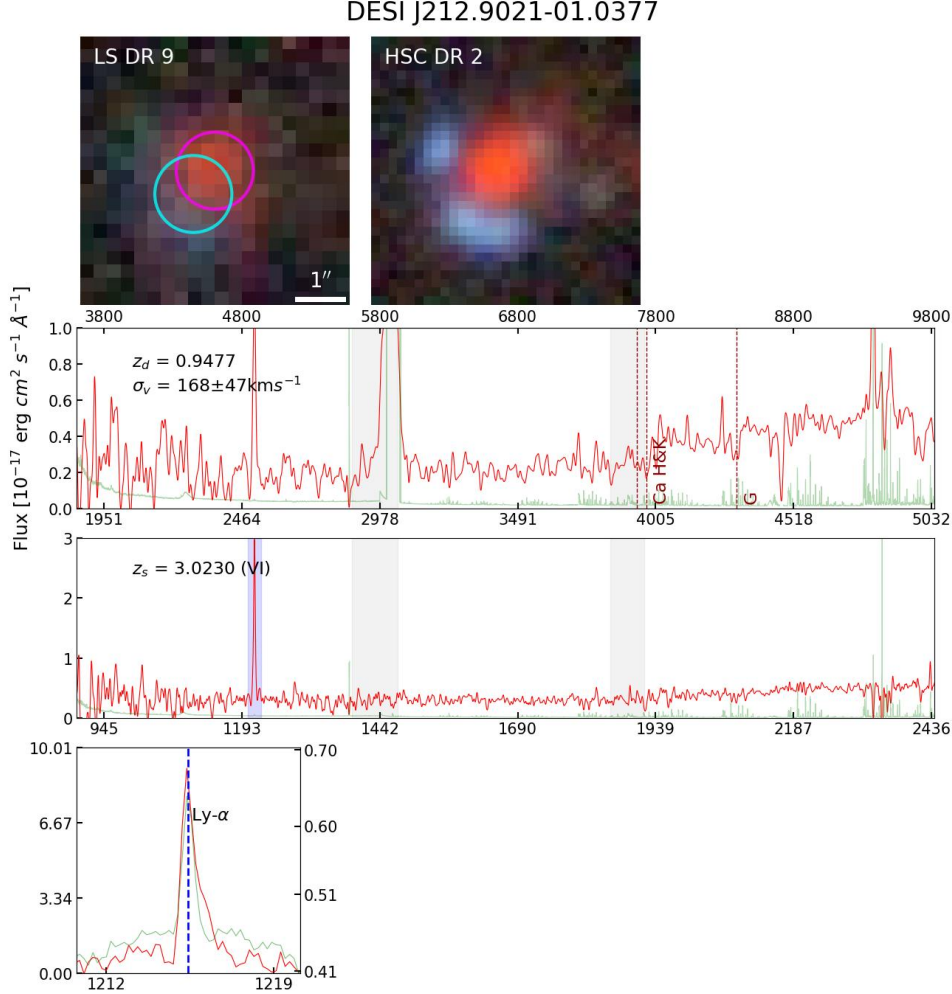 DESI J212.9021-01.0377
LS DR 9
HSC DR 2
1″
3800 4800 5800 6800 7800 8800 9800
Flux [10⁻¹⁷ erg cm² s⁻¹ Å⁻¹]
1.0
0.8
0.6
0.4
0.2
0.0
z_d = 0.9477
σ_v = 168±47kms⁻¹
Ca H&K
G
1951 2464 2978 3491 4005 4518 5032
3
2
1
0
z_s = 3.0230 (VI)
945 1193 1442 1690 1939 2187 2436
10.01
6.67
3.34
0.00
Ly-α
0.70
0.60
0.51
0.41
1212 1219